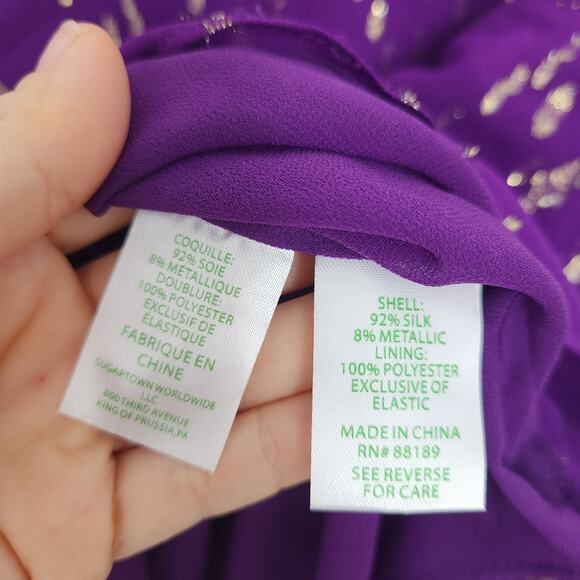 COQUILLE:
92% SOIE
8% METALLIQUE
DOUBLURE:
100% POLYESTER
EXCLUSIF DE
ÉLASTIQUE
FABRIQUE EN
CHINE
SUGARTOWN WORLDWIDE
LLC
800 THIRD AVENUE
KING OF PRUSSIA,PA
SHELL:
92% SILK
8% METALLIC
LINING:
100% POLYESTER
EXCLUSIVE OF
ELASTIC
MADE IN CHINA
RN# 88189
SEE REVERSE
FOR CARE